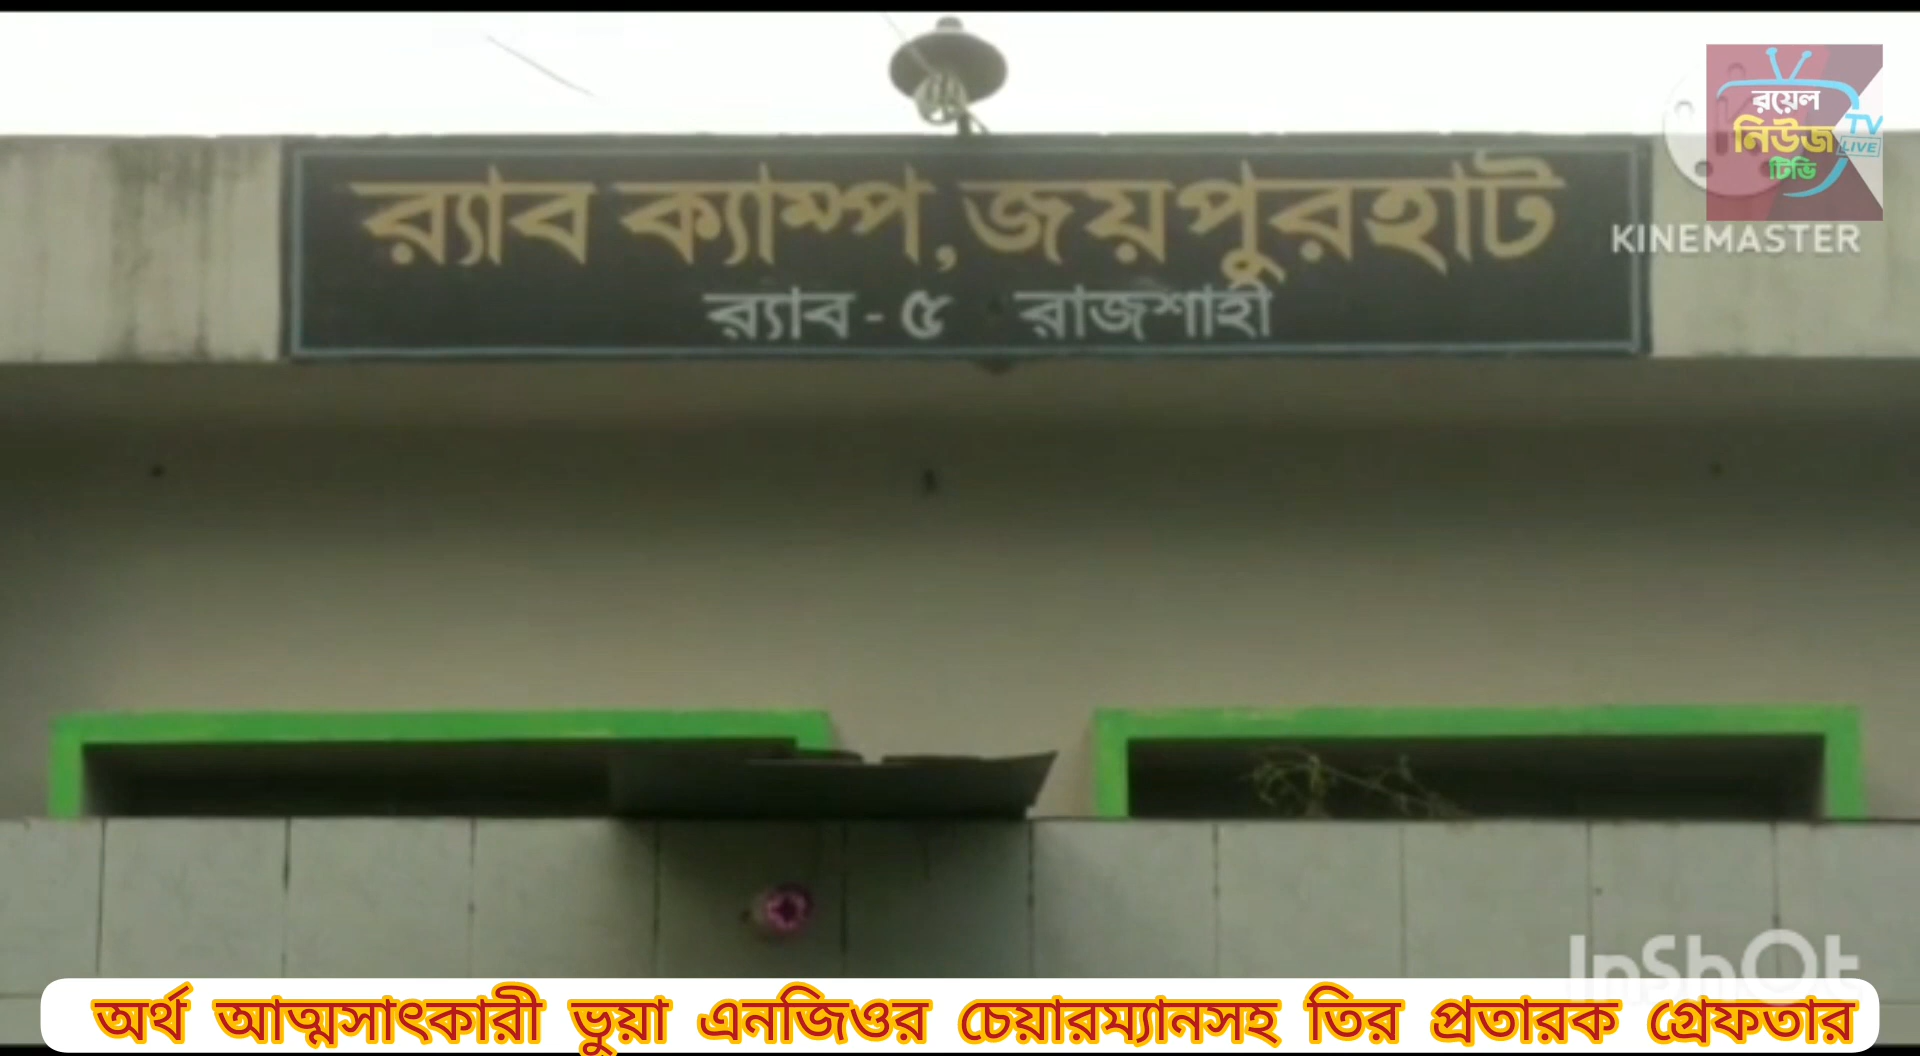 রয়েল
নিউজ
টিভি
TV
LIVE
KINEMASTER
র‍্যাব ক্যাম্প, জয়পুরহাট
র‍্যাব - ৫ রাজশাহী
InShOt
অর্থ আত্মসাৎকারী ভুয়া এনজিওর চেয়ারম্যানসহ তির প্রতারক গ্রেফতার